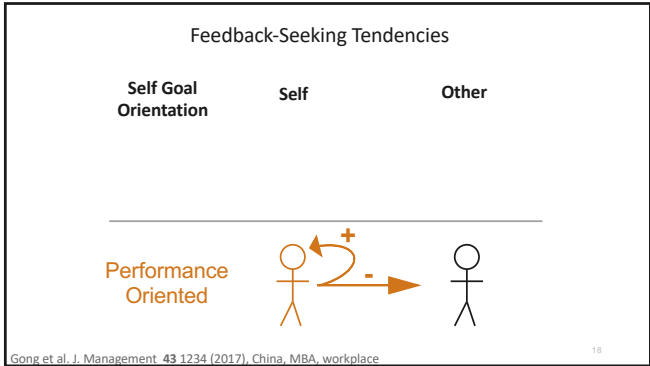 Feedback-Seeking Tendencies
Self Goal
Orientation
Self
Other
+
-
Performance
Oriented
Gong et al. J. Management 43 1234 (2017), China, MBA, workplace
18